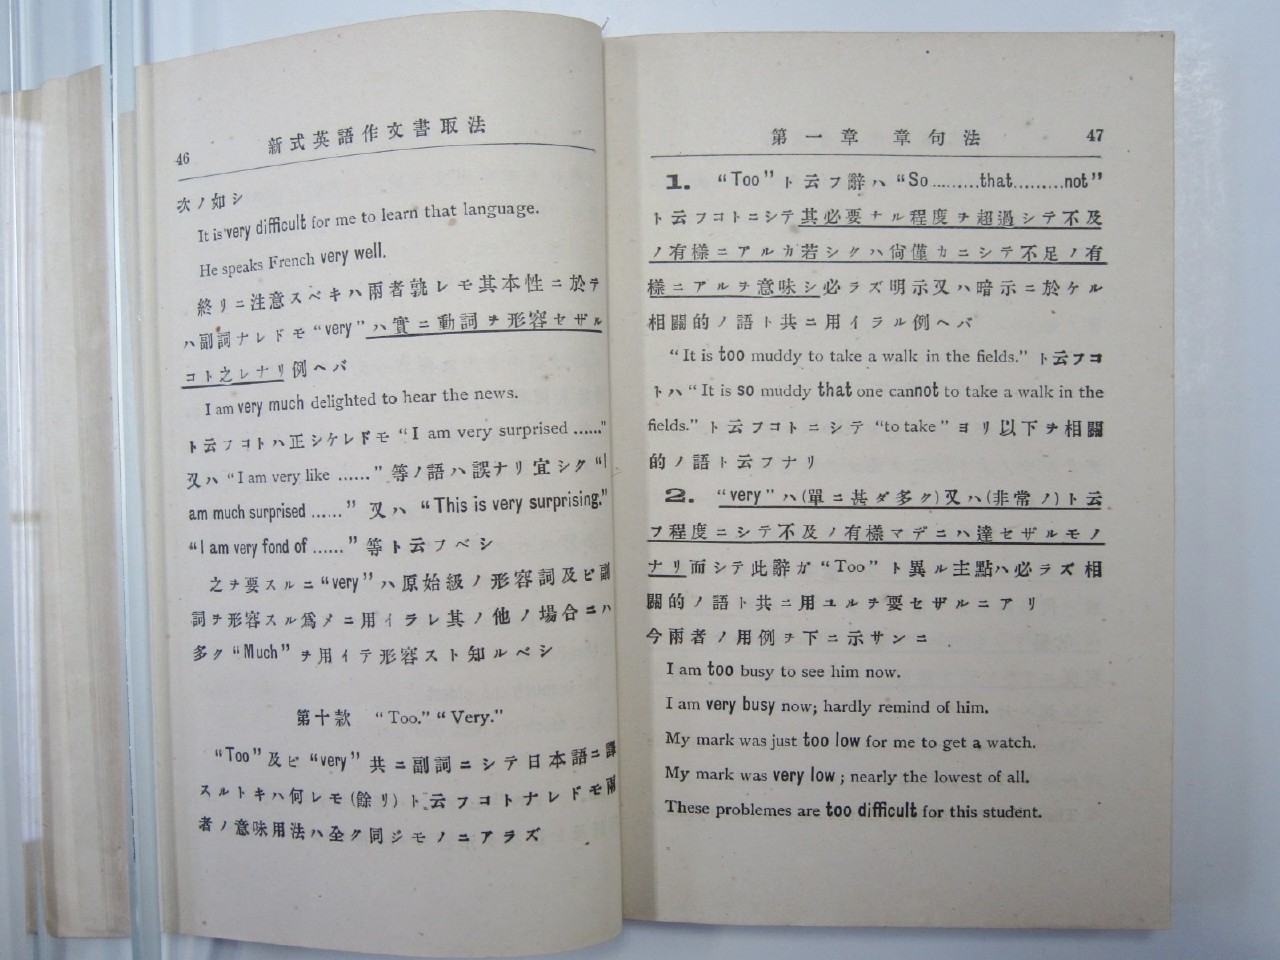 46
新式英語作文書取法
次ノ如シ
It is very difficult for me to learn that language.
He speaks French very well.
終リニ注意スベキハ兩者孰レモ其本性ニ於テ
ハ副詞ナレドモ “very” ハ實ニ動詞ヲ形容セザル
コト之レナリ例ヘバ
I am very much delighted to hear the news.
ト云フコトハ正シケレドモ “I am very surprised ......”
又ハ “I am very like ......” 等ノ語ハ誤ナリ宜シク “I
am much surprised ......” 又ハ “This is very surprising.”
“I am very fond of ......” 等ト云フベシ
之ヲ要スルニ “very” ハ原始級ノ形容詞及ビ副
詞ヲ形容スル爲メニ用イラレ其ノ他ノ場合ニハ
多ク “Much” ヲ用イテ形容スト知ルベシ
第十款 “Too.” “Very.”
“Too” 及ビ “very” 共ニ副詞ニシテ日本語ニ譯
スルトキハ何レモ(餘リ)ト云フコトナレドモ兩
者ノ意味用法ハ全ク同ジモノニアラズ
第一章 章句法 47
1. “Too” ト云フ辭ハ “So.........that.........not”
ト云フコトニシテ其必要ナル程度ヲ超過シテ不及
ノ有樣ニアルカ若シクハ尙僅カニシテ不足ノ有
樣ニアルヲ意味シ必ラズ明示又ハ暗示ニ於ケル
相關的ノ語ト共ニ用イラル例ヘバ
“It is too muddy to take a walk in the fields.” ト云フコ
トハ “It is so muddy that one cannot to take a walk in the
fields.” ト云フコトニシテ “to take” ヨリ以下ヲ相關
的ノ語ト云フナリ
2. “very” ハ(單ニ甚ダ多ク)又ハ(非常ノ)ト云
フ程度ニシテ不及ノ有樣マデニハ達セザルモノ
ナリ而シテ此辭ガ “Too” ト異ル主點ハ必ラズ相
關的ノ語ト共ニ用ユルヲ要セザルニアリ
今兩者ノ用例ヲ下ニ示サンニ
I am too busy to see him now.
I am very busy now; hardly remind of him.
My mark was just too low for me to get a watch.
My mark was very low; nearly the lowest of all.
These problemes are too difficult for this student.